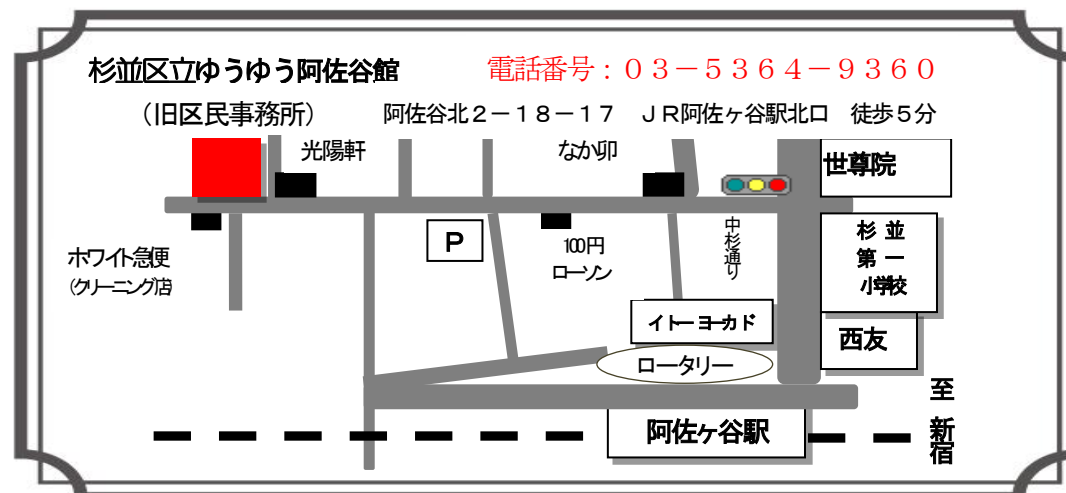 杉並区立ゆうゆう阿佐谷館
電話番号：０３－５３６４－９３６０
（旧区民事務所）
阿佐谷北２－１８－１７　ＪＲ阿佐ヶ谷駅北口　徒歩５分
光陽軒
なか卯
世尊院
ホワイト急便
（クリーニング店）
P
100円
ローソン
中杉通り
杉並
第一
小学校
イトーヨーカド
西友
ロータリー
阿佐ヶ谷駅
至
新宿